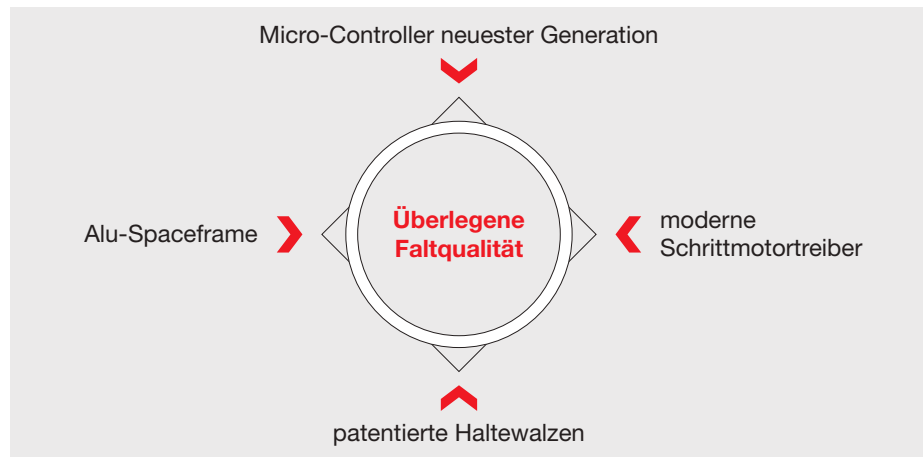 Micro-Controller neuester Generation
Alu-Spaceframe
Überlegene
Faltqualität
moderne
Schrittmotortreiber
patentierte Haltewalzen